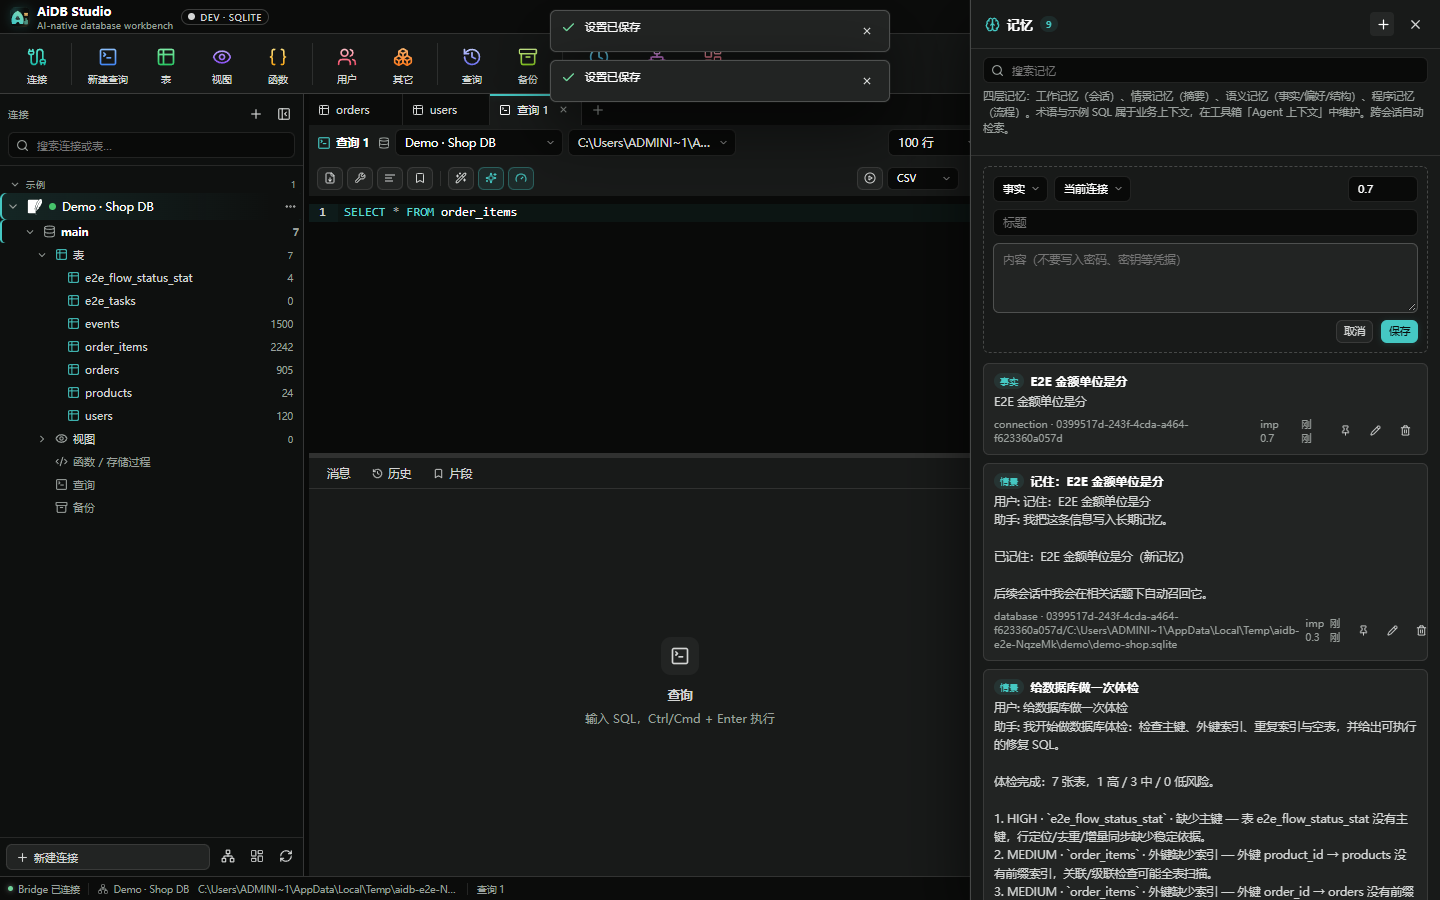 AiDB Studio
AI-native database workbench
DEV · SQLITE
连接
新建查询
表
视图
函数
用户
其它
查询
备份
设置已保存
设置已保存
连接
搜索连接或表...
示例 1
Demo · Shop DB
main 7
表 7
e2e_flow_status_stat 4
e2e_tasks 0
events 1500
order_items 2242
orders 905
products 24
users 120
视图 0
函数 / 存储过程
查询
备份
新建连接
Bridge 已连接
Demo · Shop DB
C:\Users\ADMINI~1\AppData\Local\Temp\aidb-e2e-N...
查询 1
orders
users
查询 1
查询 1
Demo · Shop DB
C:\Users\ADMINI~1\A...
100 行
CSV
1 SELECT * FROM order_items
消息
历史
片段
查询
输入 SQL，Ctrl/Cmd + Enter 执行
记忆 9
搜索记忆
四层记忆：工作记忆（会话）、情景记忆（摘要）、语义记忆（事实/偏好/结构）、程序记忆
（流程）。术语与示例 SQL 属于业务上下文，在工具箱「Agent 上下文」中维护。跨会话自动
检索。
事实
当前连接
0.7
标题
内容（不要写入密码、密钥等凭据）
取消
保存
事实 E2E 金额单位是分
E2E 金额单位是分
connection · 0399517d-243f-4cda-a464-
f623360a057d
imp
0.7
刚
刚
情景 记住：E2E 金额单位是分
用户: 记住：E2E 金额单位是分
助手: 我把这条信息写入长期记忆。
已记住：E2E 金额单位是分（新记忆）
后续会话中我会在相关话题下自动召回它。
database · 0399517d-243f-4cda-a464-
f623360a057d/C:\Users\ADMINI~1\AppData\Local\Temp\aidb-
e2e-NqzeMk\demo\demo-shop.sqlite
imp
0.3
刚
刚
情景 给数据库做一次体检
用户: 给数据库做一次体检
助手: 我开始做数据库体检：检查主键、外键索引、重复索引与空表，并给出可执行
的修复 SQL。
体检完成：7 张表，1 高 / 3 中 / 0 低风险。
1. HIGH · `e2e_flow_status_stat` · 缺少主键 — 表 e2e_flow_status_stat 没有主
键，行定位/去重/增量同步缺少稳定依据。
2. MEDIUM · `order_items` · 外键缺少索引 — 外键 product_id → products 没
有前缀索引，关联/级联检查可能全表扫描。
3. MEDIUM · `order_items` · 外键缺少索引 — 外键 order_id → orders 没有前缀